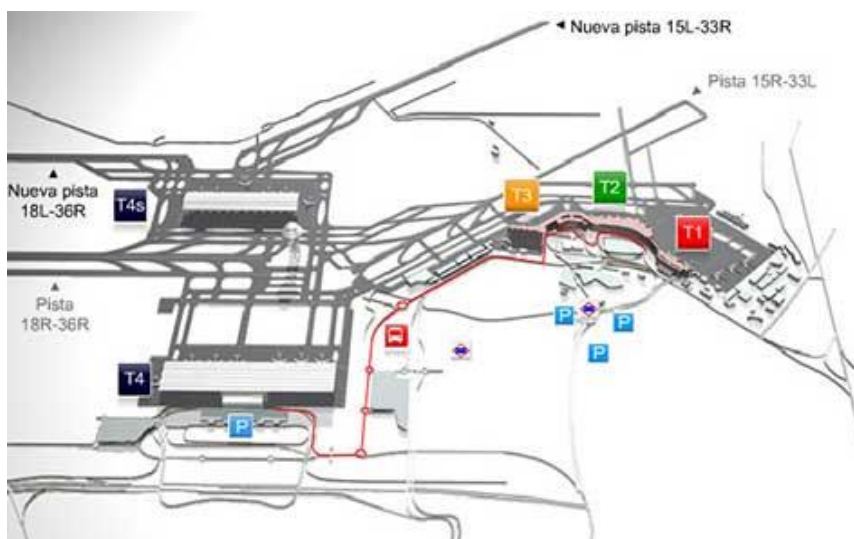 Nueva pista 15L-33R
Pista 15R-33L
Nueva pista
18L-36R
T4s
T3
T2
T1
Pista
18R-36R
P
P
P
T4
P